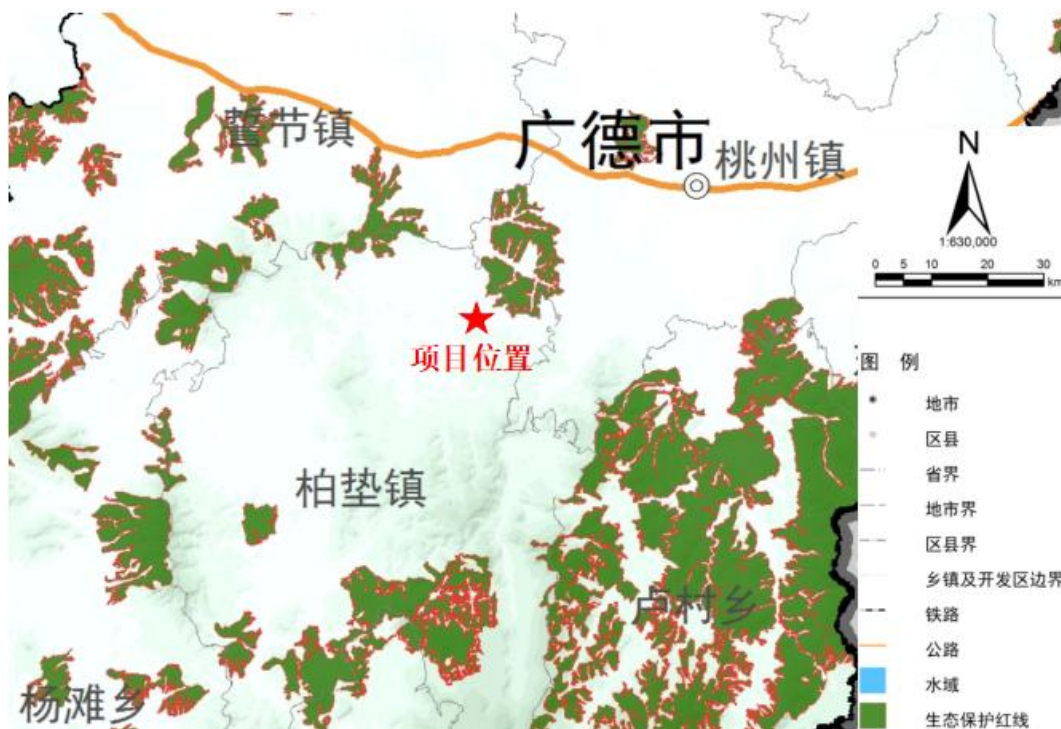 誓节镇
广德市
桃州镇
项目位置
柏垫镇
卢村乡
杨滩乡
N
1:630,000
0 5 10 20 30
km
图 例
地市
区县
省界
地市界
区县界
乡镇及开发区边界
铁路
公路
水域
生态保护红线